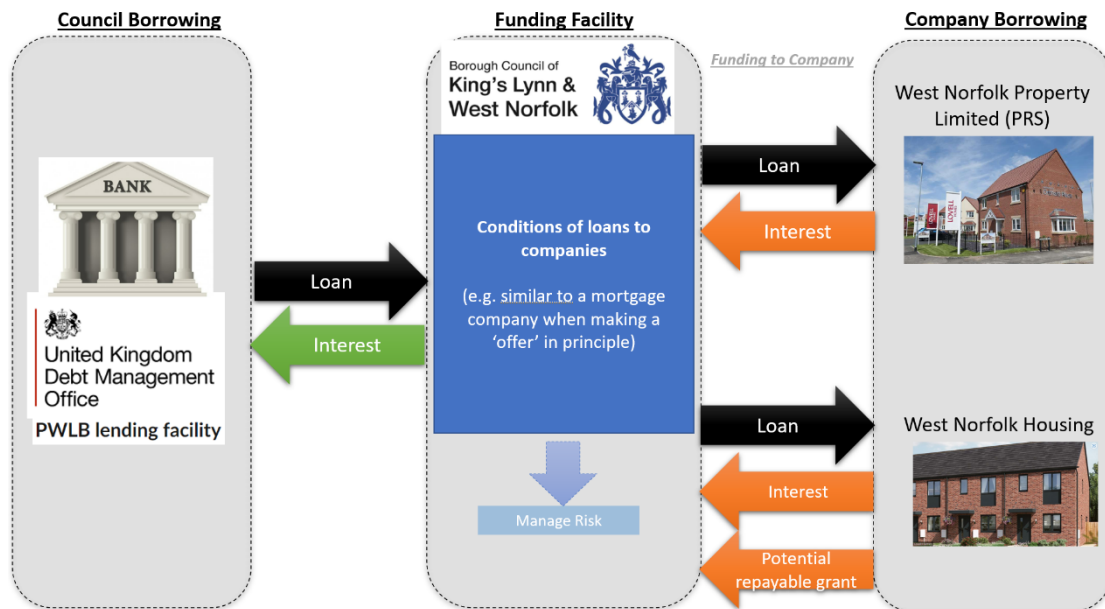 Council Borrowing
BANK
United Kingdom
Debt Management
Office
PWLB lending facility
Loan
Interest
Funding Facility
Borough Council of
King's Lynn &
West Norfolk
Conditions of loans to
companies
(e.g. similar to a mortgage
company when making a
‘offer’ in principle)
Manage Risk
Funding to Company
Loan
Interest
Loan
Interest
Potential
repayable grant
Company Borrowing
West Norfolk Property
Limited (PRS)
LOVELL
West Norfolk Housing